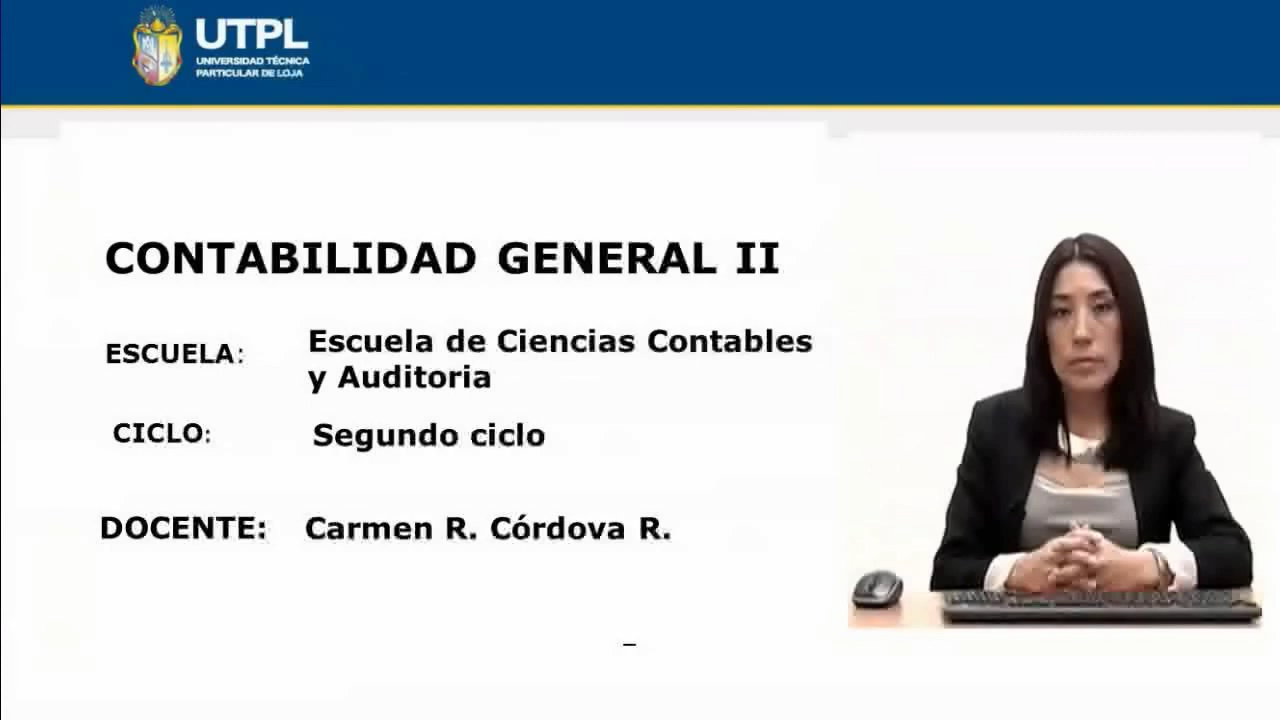 UTPL
UNIVERSIDAD TÉCNICA
PARTICULAR DE LOJA
CONTABILIDAD GENERAL II
ESCUELA: Escuela de Ciencias Contables
y Auditoria
CICLO: Segundo ciclo
DOCENTE: Carmen R. Córdova R.
_